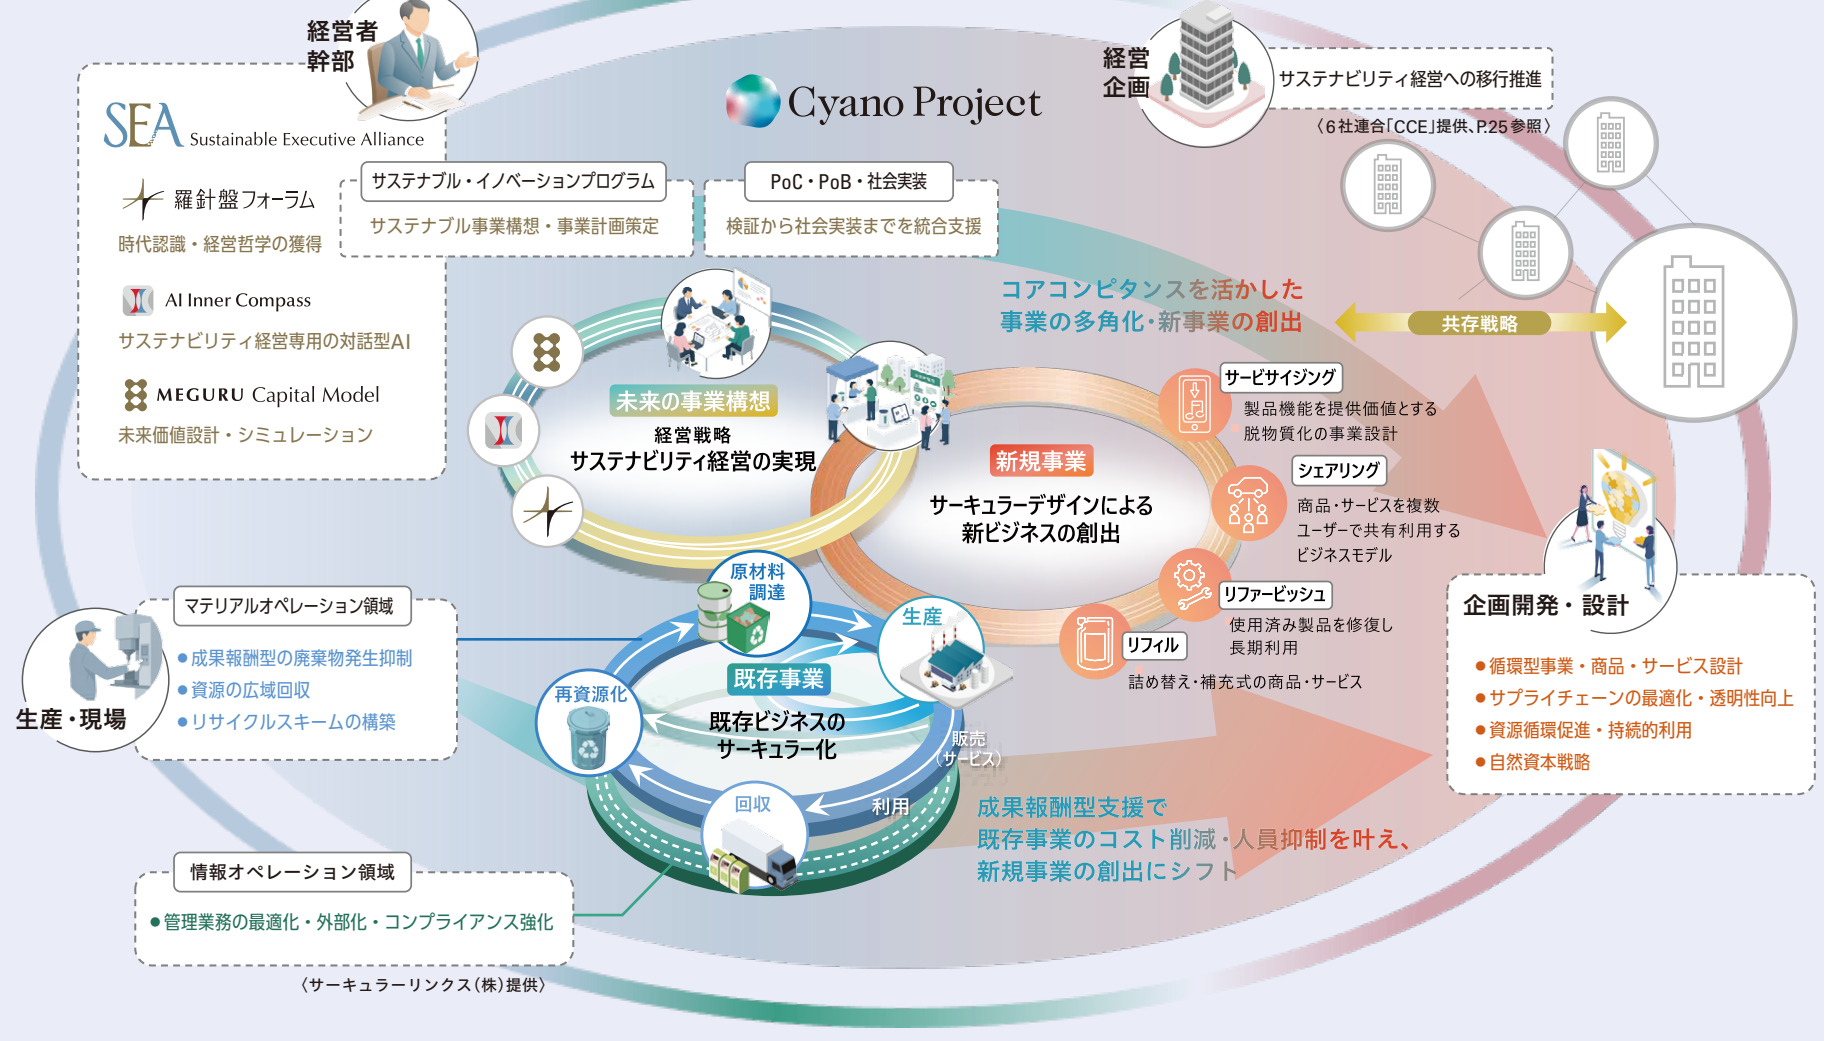 経営者
幹部
SEA Sustainable Executive Alliance
羅針盤フォーラム
時代認識・経営哲学の獲得
AI Inner Compass
サステナビリティ経営専用の対話型AI
MEGURU Capital Model
未来価値設計・シミュレーション
Cyano Project
経営
企画
サステナビリティ経営への移行推進
〈6社連合「CCE」提供、P.25参照〉
サステナブル・イノベーションプログラム
サステナブル事業構想・事業計画策定
PoC・PoB・社会実装
検証から社会実装までを統合支援
コアコンピタンスを活かした
事業の多角化・新事業の創出
共存戦略
未来の事業構想
経営戦略
サステナビリティ経営の実現
新規事業
サーキュラーデザインによる
新ビジネスの創出
サービサイジング
製品機能を提供価値とする
脱物質化の事業設計
シェアリング
商品・サービスを複数
ユーザーで共有利用する
ビジネスモデル
リファービッシュ
使用済み製品を修復し
長期利用
リフィル
詰め替え・補充式の商品・サービス
企画開発・設計
●循環型事業・商品・サービス設計
●サプライチェーンの最適化・透明性向上
●資源循環促進・持続的利用
●自然資本戦略
マテリアルオペレーション領域
●成果報酬型の廃棄物発生抑制
●資源の広域回収
●リサイクルスキームの構築
生産・現場
原材料
調達
生産
再資源化
既存事業
既存ビジネスの
サーキュラー化
販売
（サービス）
回収
利用
成果報酬型支援で
既存事業のコスト削減・人員抑制を叶え、
新規事業の創出にシフト
情報オペレーション領域
●管理業務の最適化・外部化・コンプライアンス強化
〈サーキュラーリンクス(株)提供〉